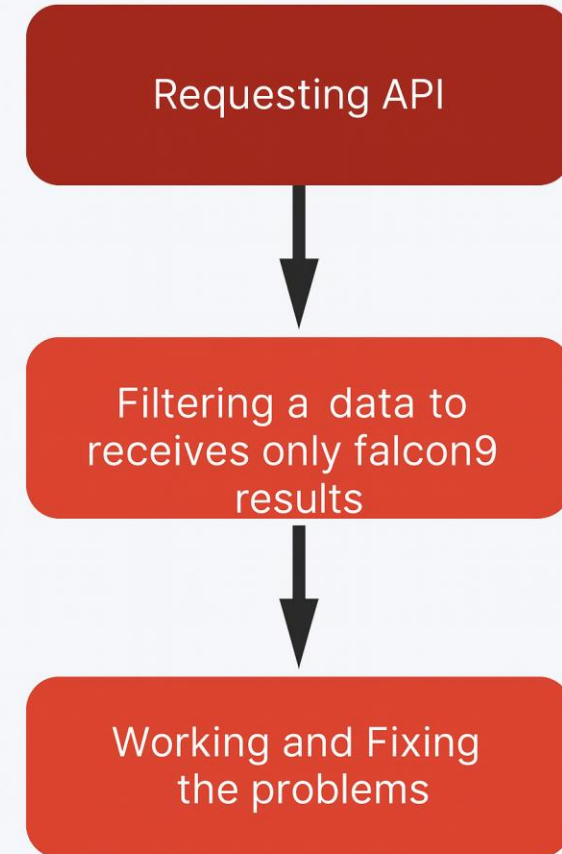 Requesting API
Filtering a data to
receives only falcon9
results
Working and Fixing
the problems